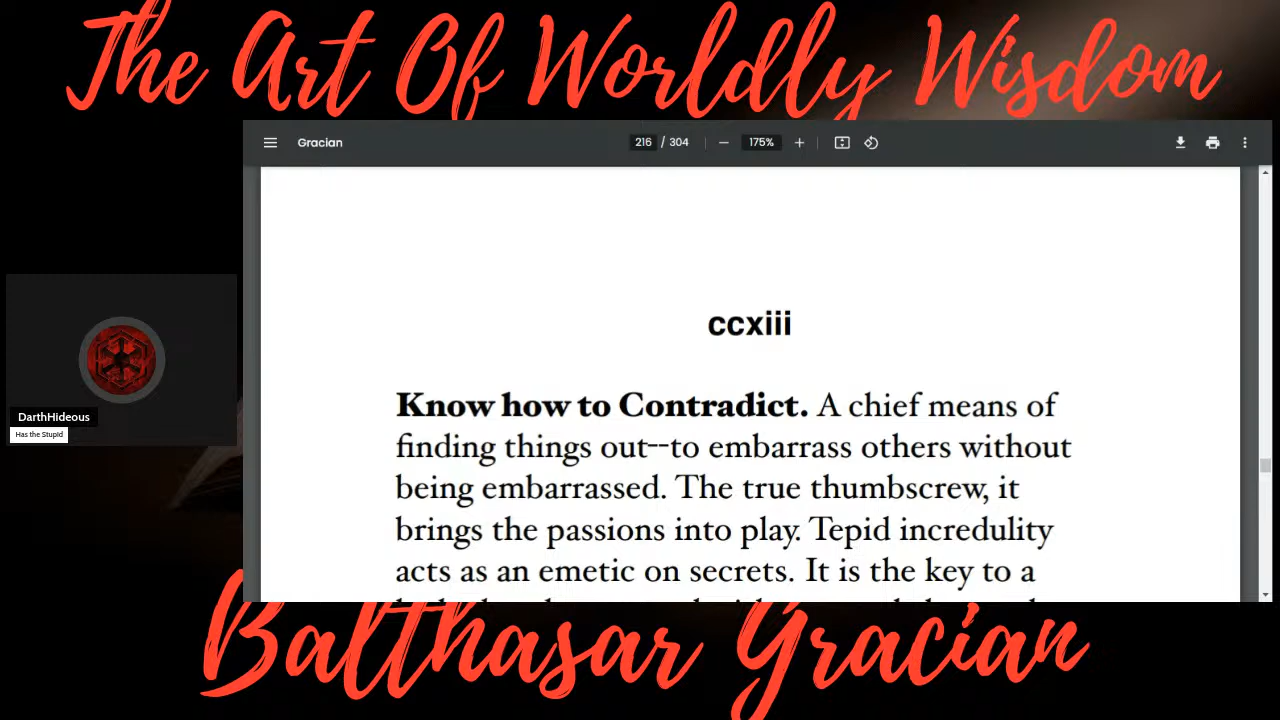 The Art Of Worldly Wisdom
Gracian
216 / 304
175%
ccxiii
Know how to Contradict. A chief means of
finding things out--to embarrass others without
being embarrassed. The true thumbscrew, it
brings the passions into play. Tepid incredulity
acts as an emetic on secrets. It is the key to a
DarthHideous
Has the Stupid
Balthasar Gracian